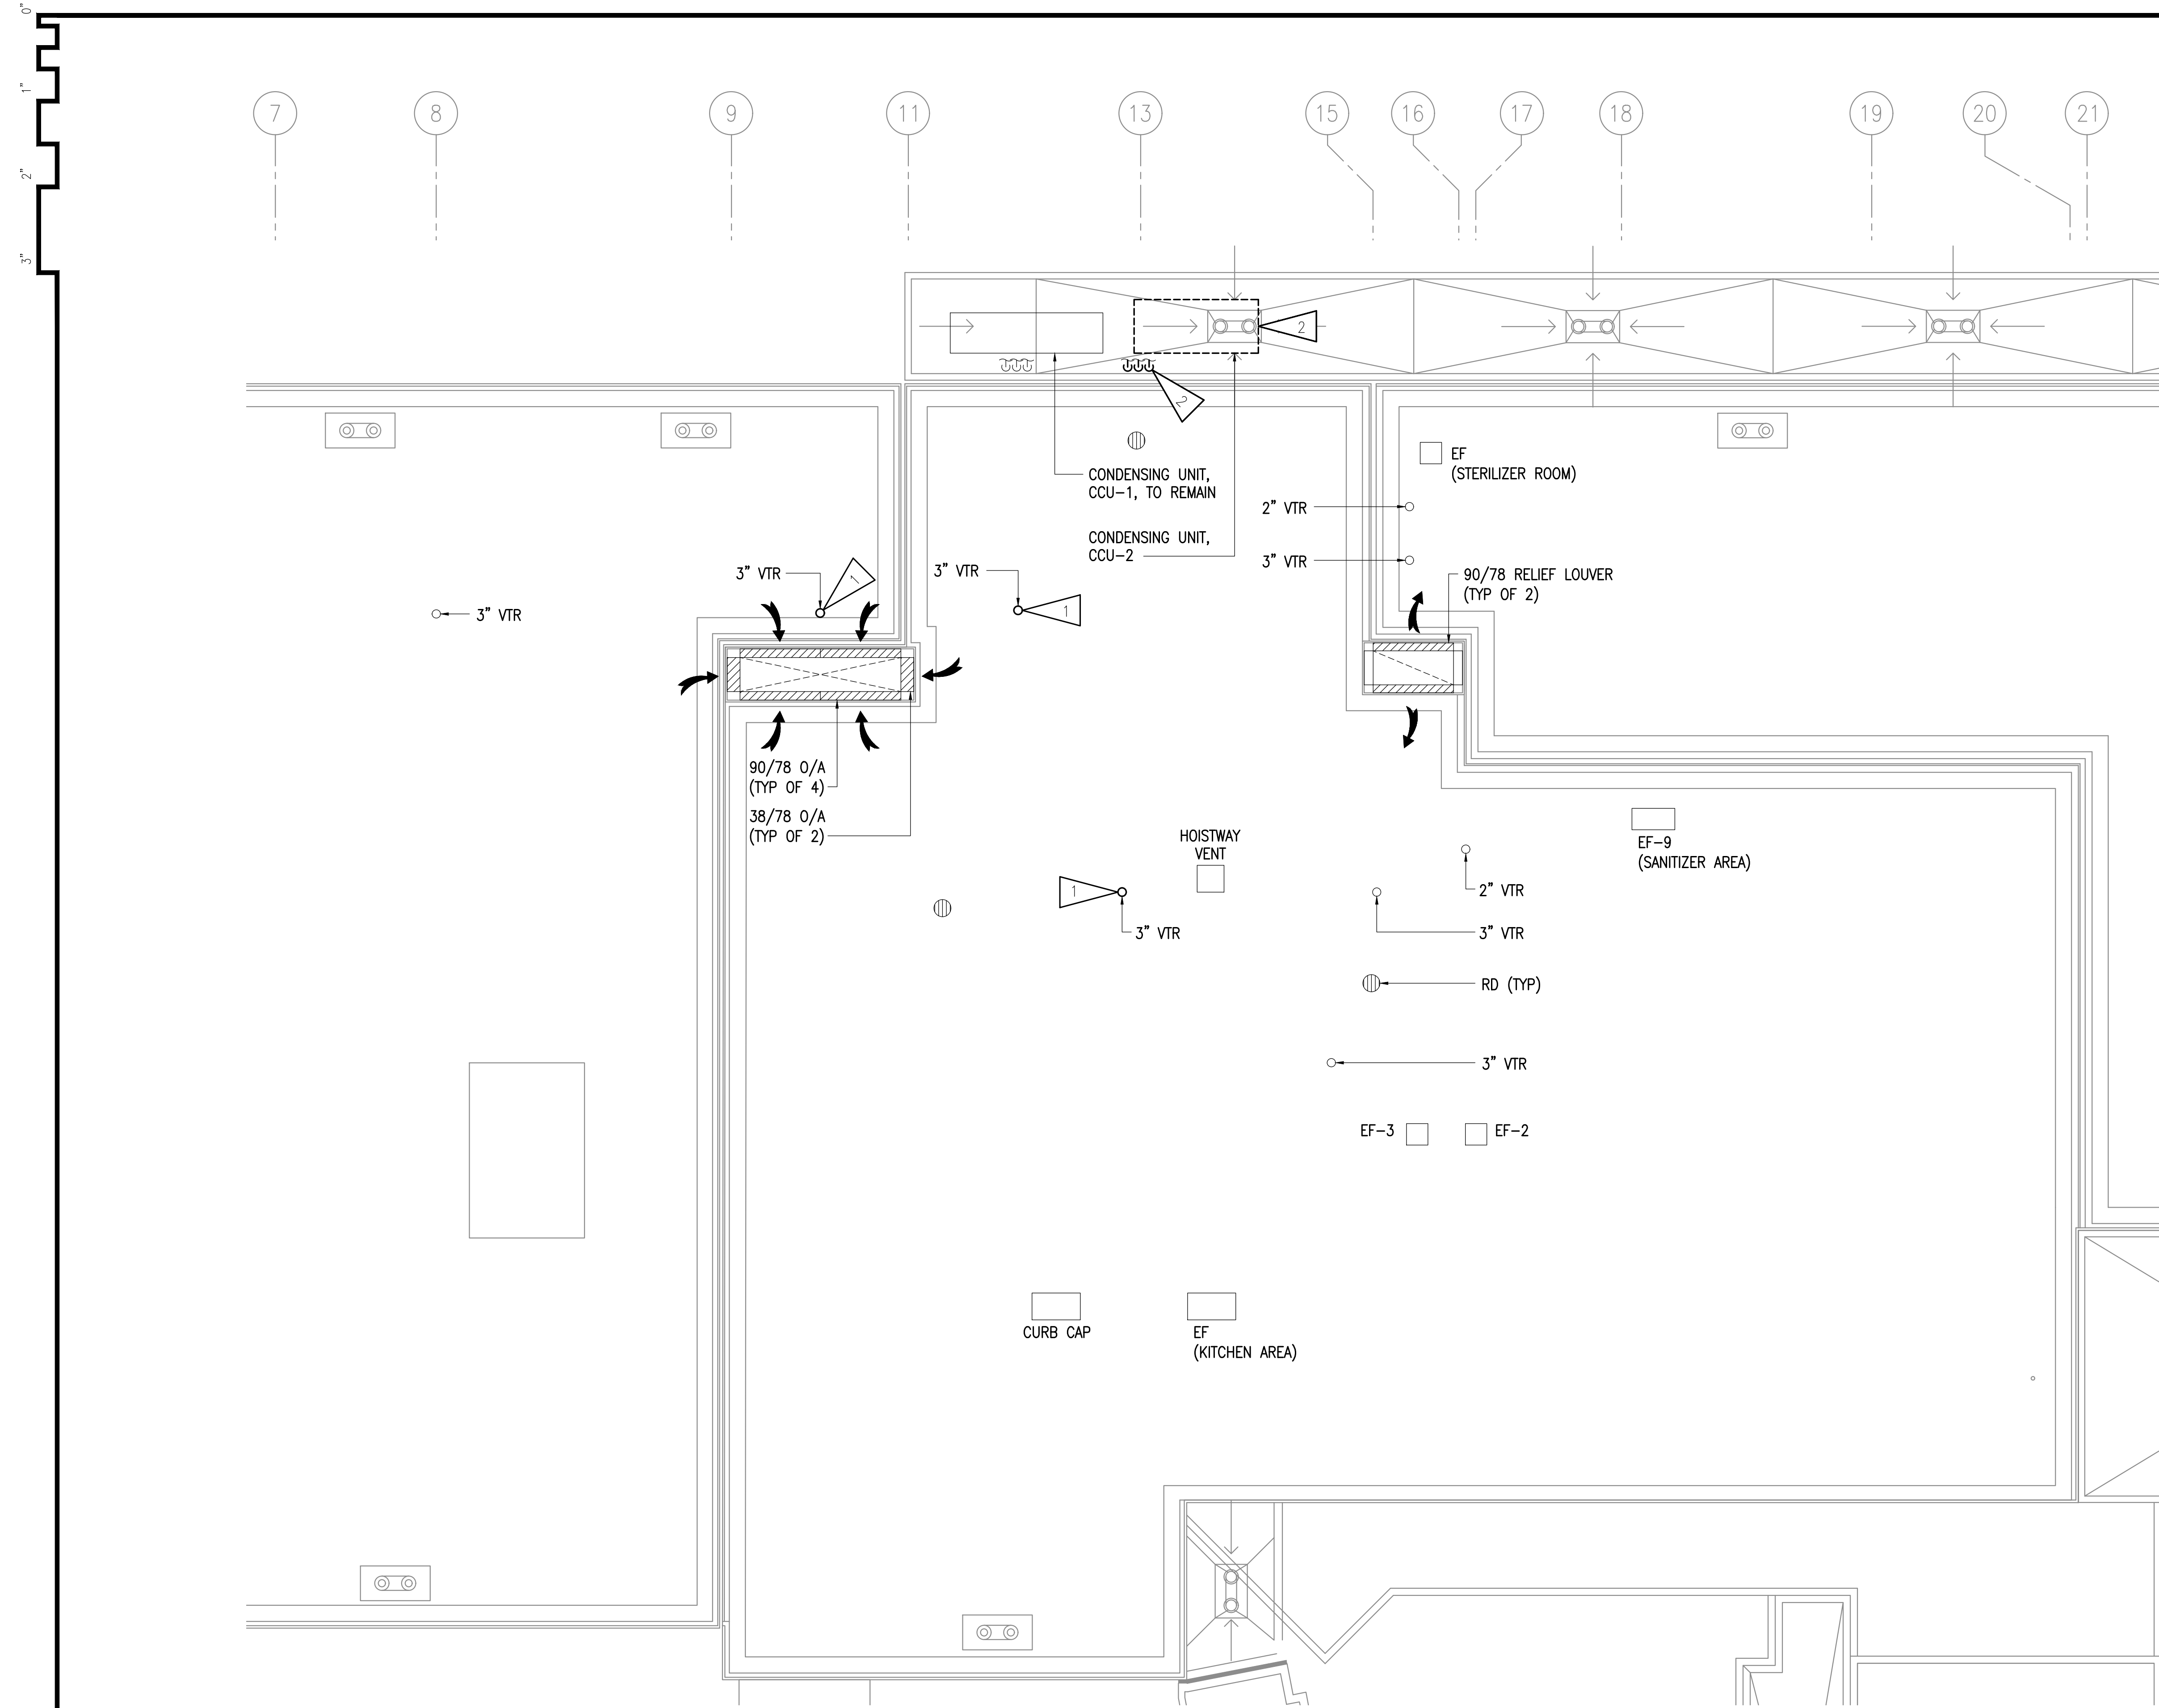 0"
1"
2"
3"
7 8 9 11 13 15 16 17 18 19 20 21
2
2
EF
(STERILIZER ROOM)
CONDENSING UNIT,
CCU-1, TO REMAIN
2" VTR
CONDENSING UNIT,
CCU-2
3" VTR
3" VTR
1
3" VTR
1
90/78 RELIEF LOUVER
(TYP OF 2)
3" VTR
90/78 O/A
(TYP OF 4)
38/78 O/A
(TYP OF 2)
HOISTWAY
VENT
EF-9
(SANITIZER AREA)
1
2" VTR
3" VTR
3" VTR
RD (TYP)
3" VTR
EF-3
EF-2
CURB CAP
EF
(KITCHEN AREA)